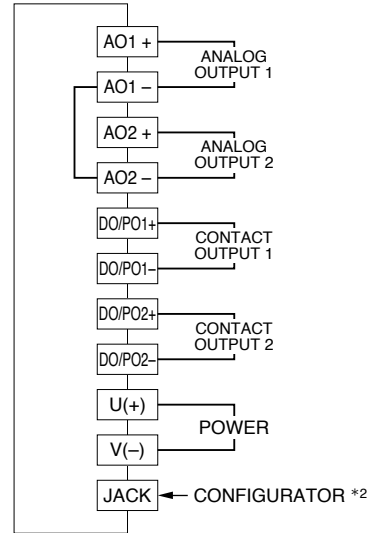 AO1 +
ANALOG
OUTPUT 1
AO1 –
AO2 +
ANALOG
OUTPUT 2
AO2 –
DO/PO1+
CONTACT
OUTPUT 1
DO/PO1–
DO/PO2+
CONTACT
OUTPUT 2
DO/PO2–
U(+)
POWER
V(–)
JACK CONFIGURATOR *2